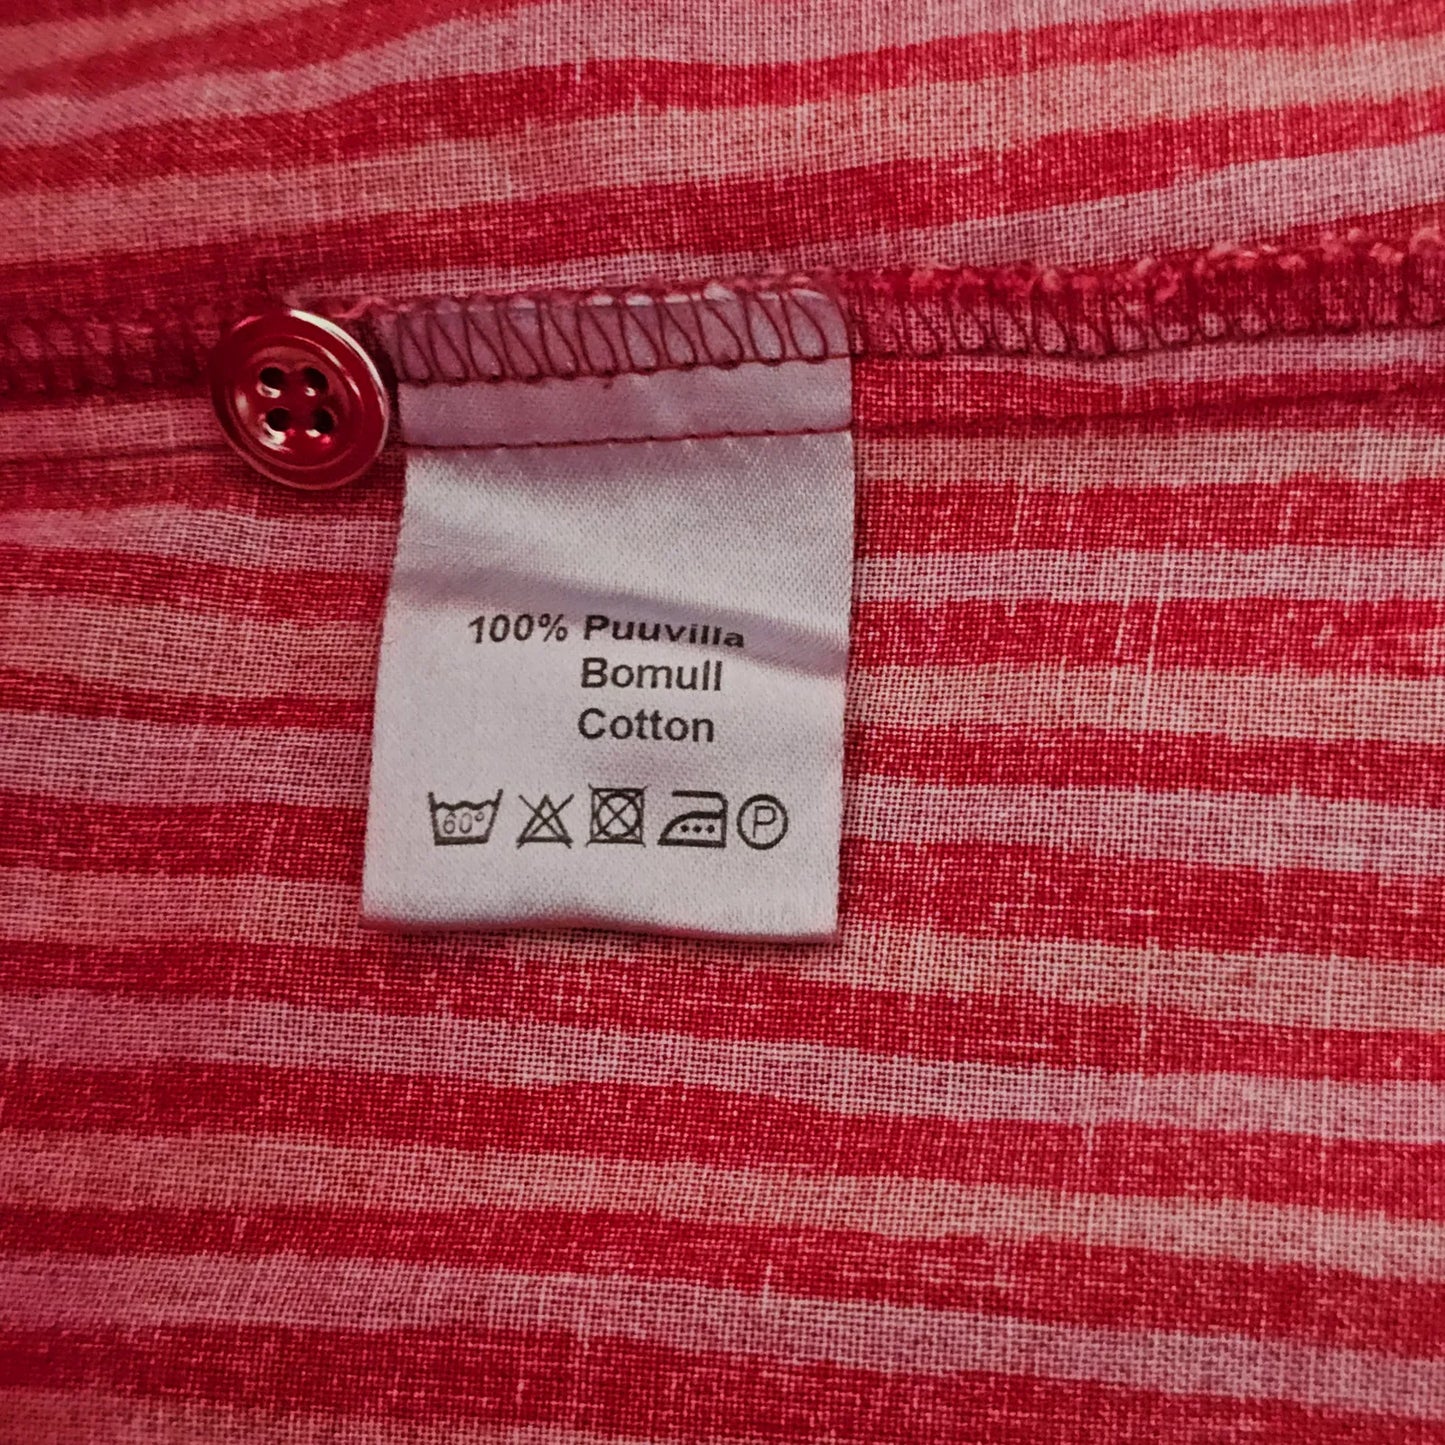 100% Puuvilla
Bomull
Cotton
60° P